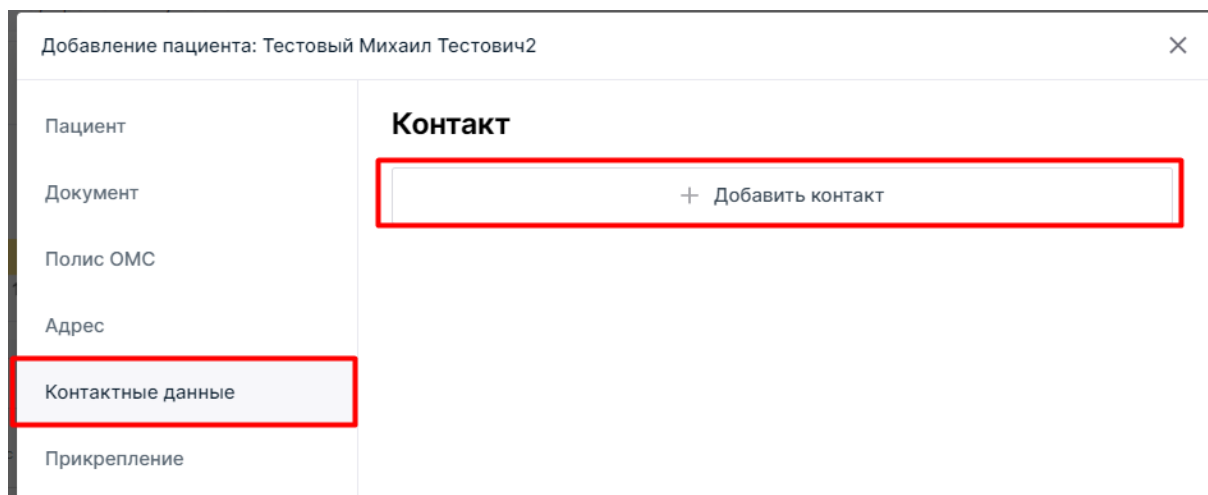 Добавление пациента: Тестовый Михаил Тестович2
Пациент
Контакт
Документ
+ Добавить контакт
Полис ОМС
Адрес
Контактные данные
Прикрепление